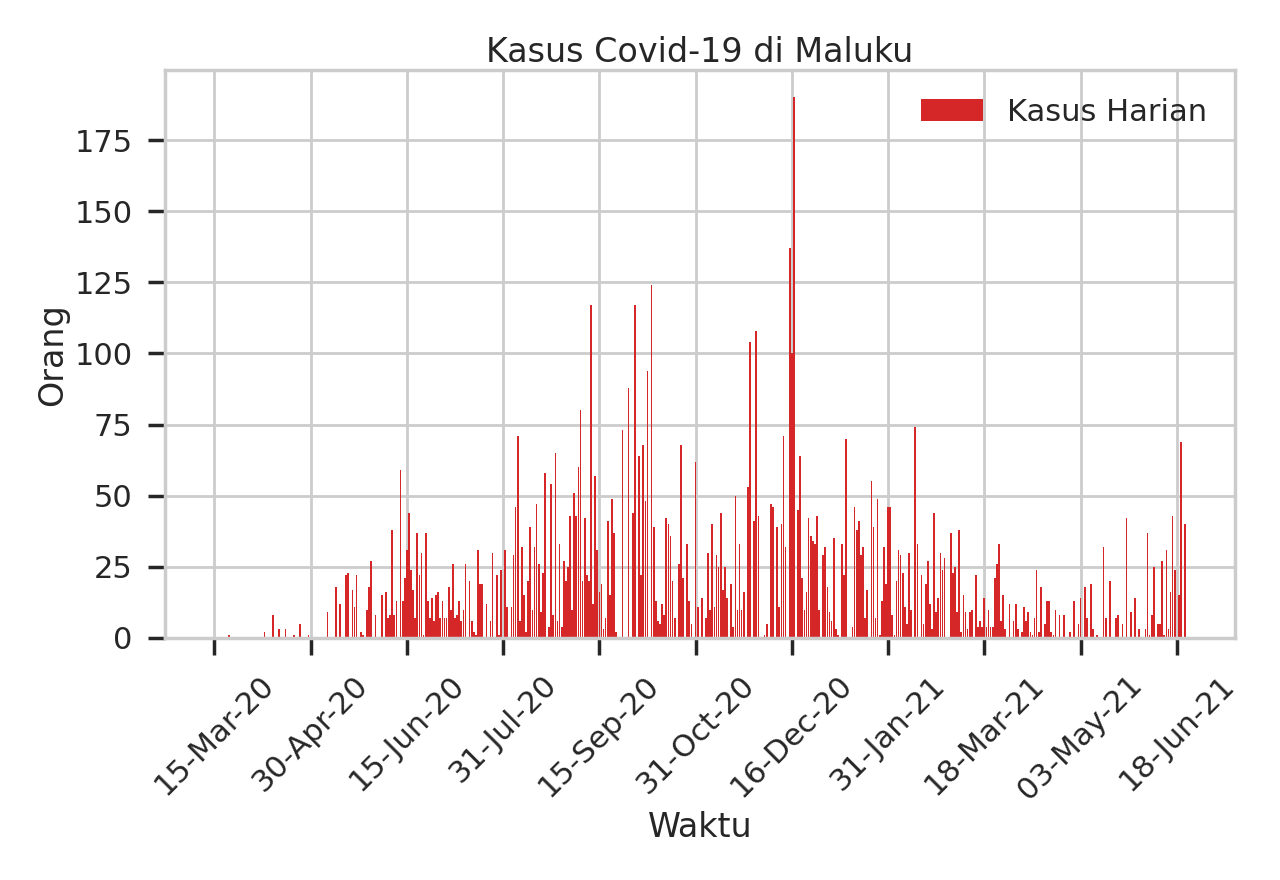 Kasus Covid-19 di Maluku
Kasus Harian
Orang
175
150
125
100
75
50
25
0
15-Mar-20
30-Apr-20
15-Jun-20
31-Jul-20
15-Sep-20
31-Oct-20
16-Dec-20
31-Jan-21
18-Mar-21
03-May-21
18-Jun-21
Waktu